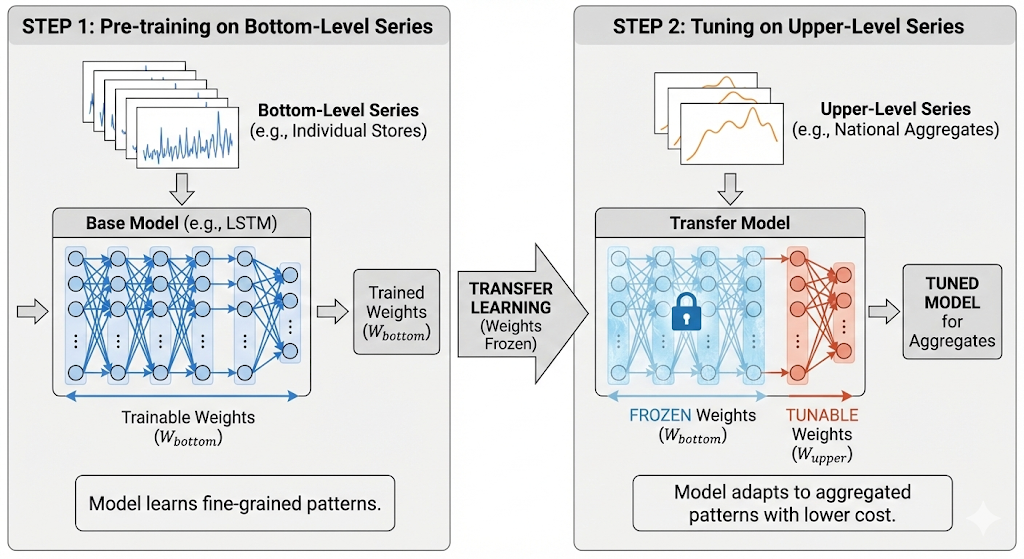 STEP 1: Pre-training on Bottom-Level Series
Bottom-Level Series
(e.g., Individual Stores)
Base Model (e.g., LSTM)
Trained
Weights
(W_bottom)
Trainable Weights
(W_bottom)
Model learns fine-grained patterns.
TRANSFER
LEARNING
(Weights
Frozen)
STEP 2: Tuning on Upper-Level Series
Upper-Level Series
(e.g., National Aggregates)
Transfer Model
TUNED
MODEL
for
Aggregates
FROZEN Weights
(W_bottom)
TUNABLE
Weights
(W_upper)
Model adapts to aggregated
patterns with lower cost.